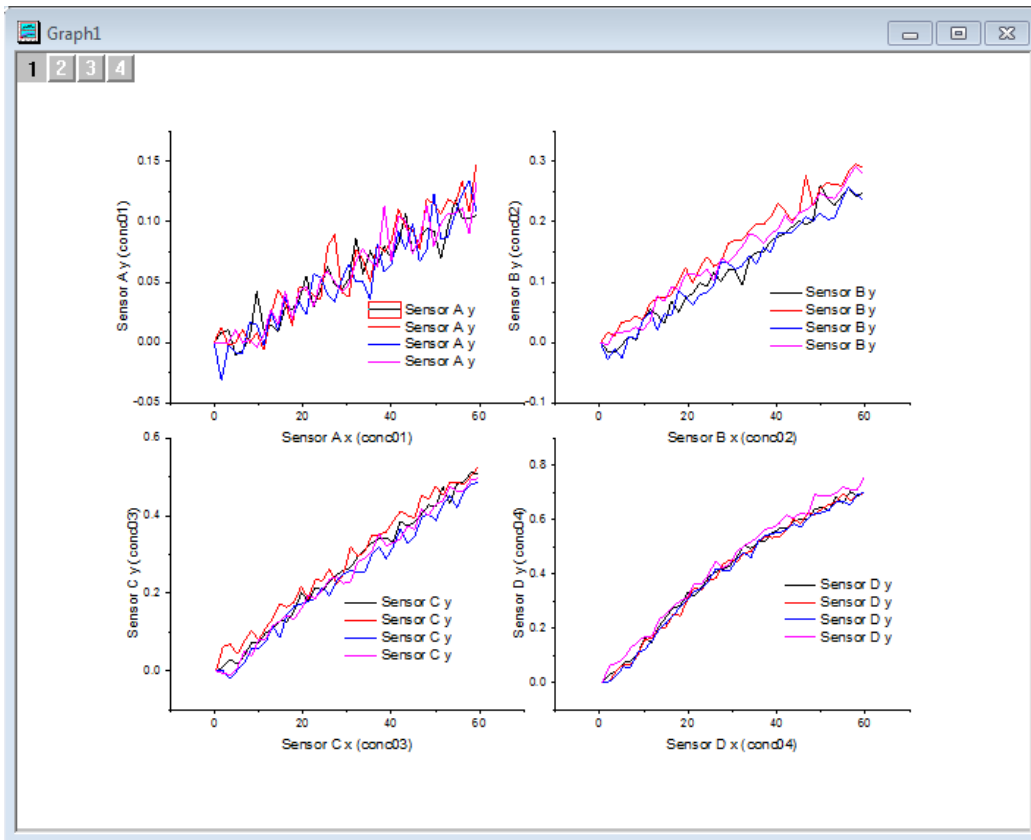 Graph1
1 2 3 4
0.15
0.10
0.05
0.00
-0.05
Sensor A y (conc01)
Sensor A y
Sensor A y
Sensor A y
Sensor A y
0 20 40 60
Sensor A x (conc01)
0.3
0.2
0.1
0.0
-0.1
Sensor B y (conc02)
Sensor B y
Sensor B y
Sensor B y
Sensor B y
0 20 40 60
Sensor B x (conc02)
0.6
0.4
0.2
0.0
Sensor C y (conc03)
Sensor C y
Sensor C y
Sensor C y
Sensor C y
0 20 40 60
Sensor C x (conc03)
0.8
0.6
0.4
0.2
0.0
Sensor D y (conc04)
Sensor D y
Sensor D y
Sensor D y
Sensor D y
0 20 40 60
Sensor D x (conc04)